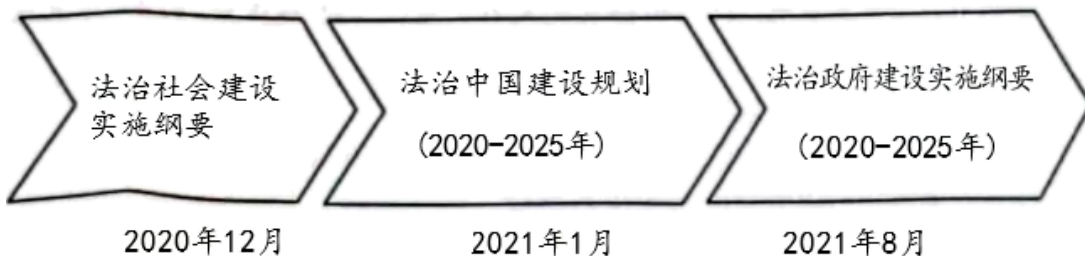 法治社会建设
实施纲要
法治中国建设规划
(2020-2025年)
法治政府建设实施纲要
(2020-2025年)
2020年12月
2021年1月
2021年8月